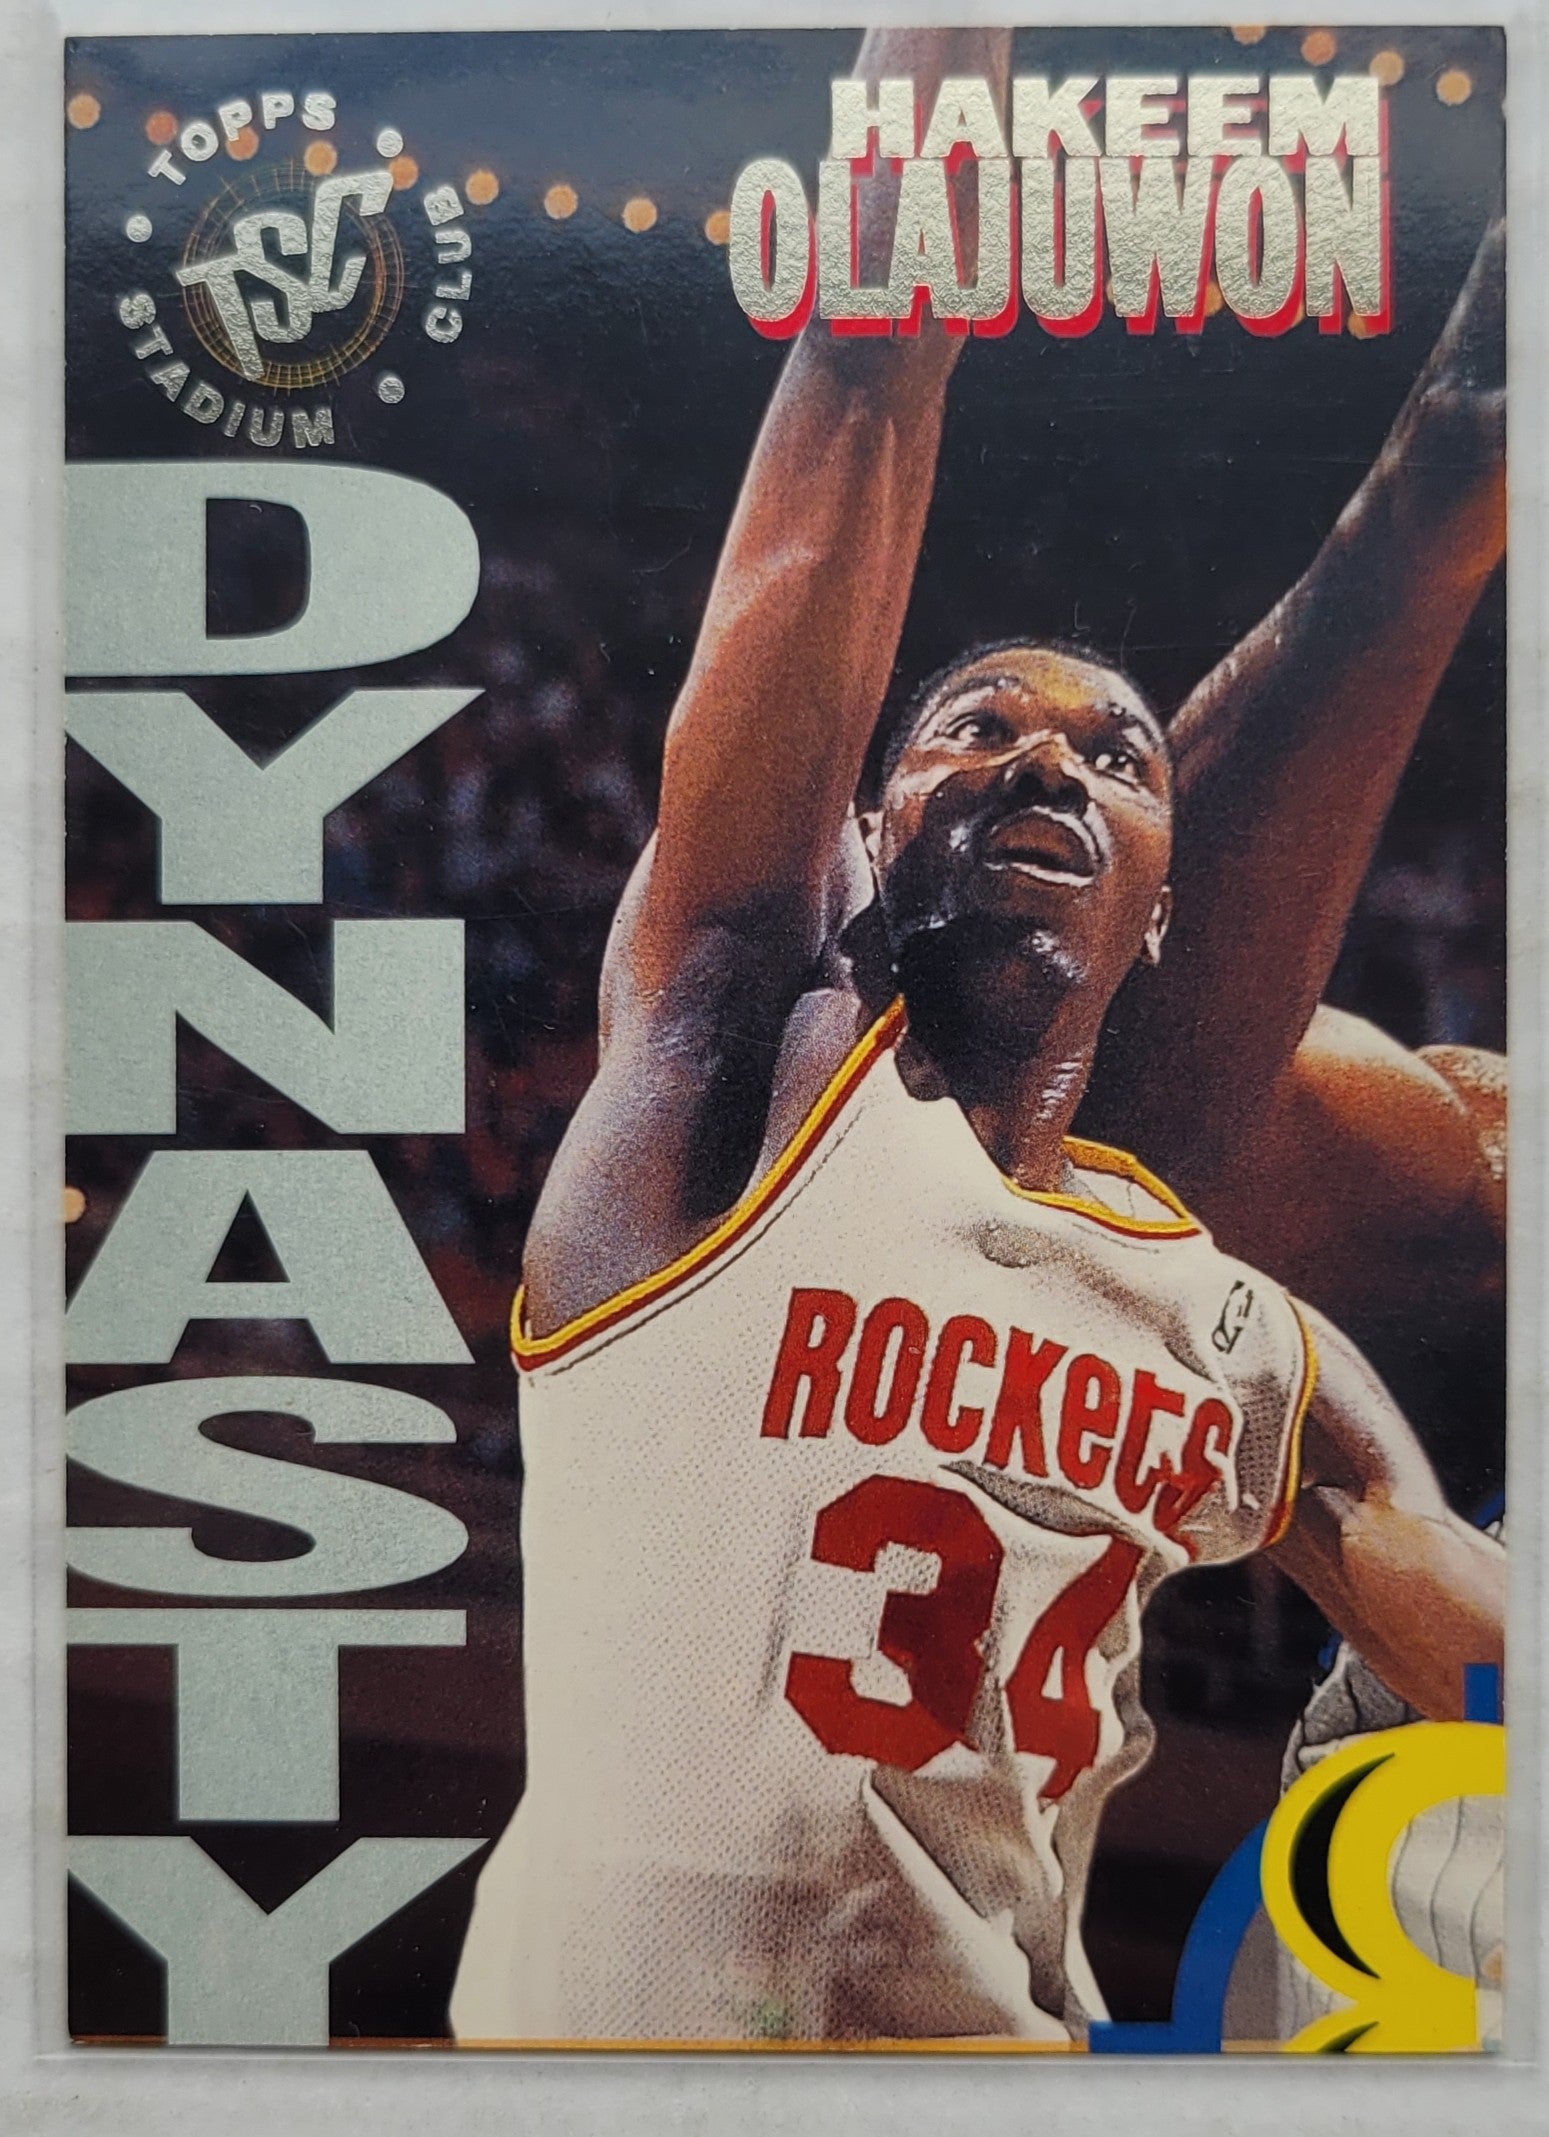 TOPPS
STADIUM
CLUB
TSC
HAKEEM
OLAJUWON
DYNASTY
ROCKETS
34